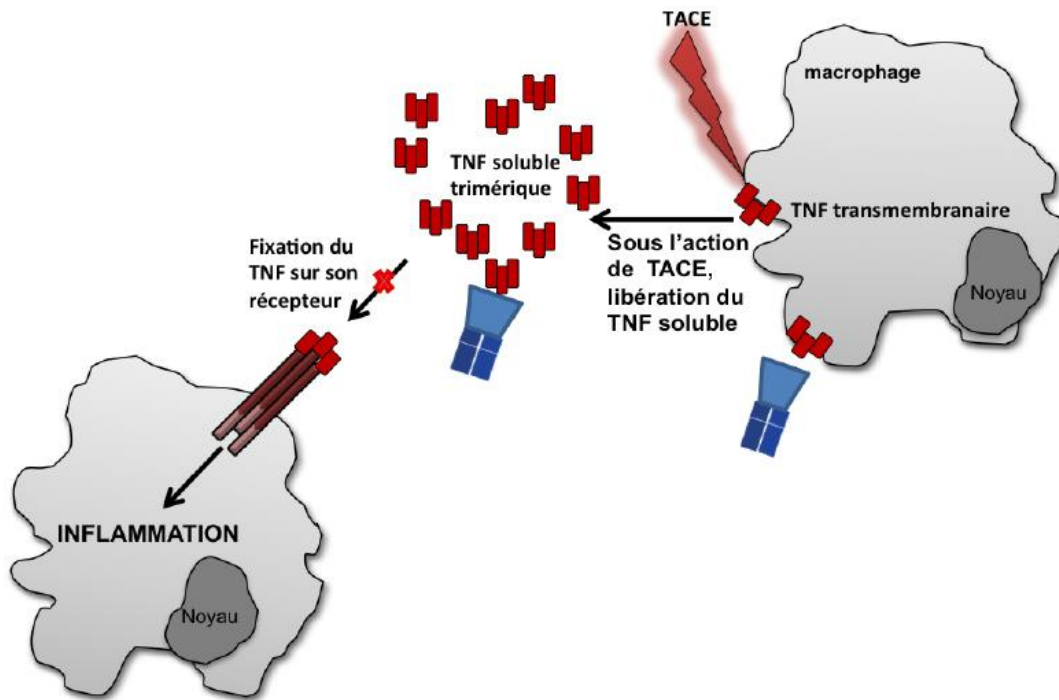 TACE
macrophage
TNF soluble
trimérique
TNF transmembranaire
Fixation du
TNF sur son
récepteur
Sous l’action
de TACE,
libération du
TNF soluble
Noyau
INFLAMMATION
Noyau